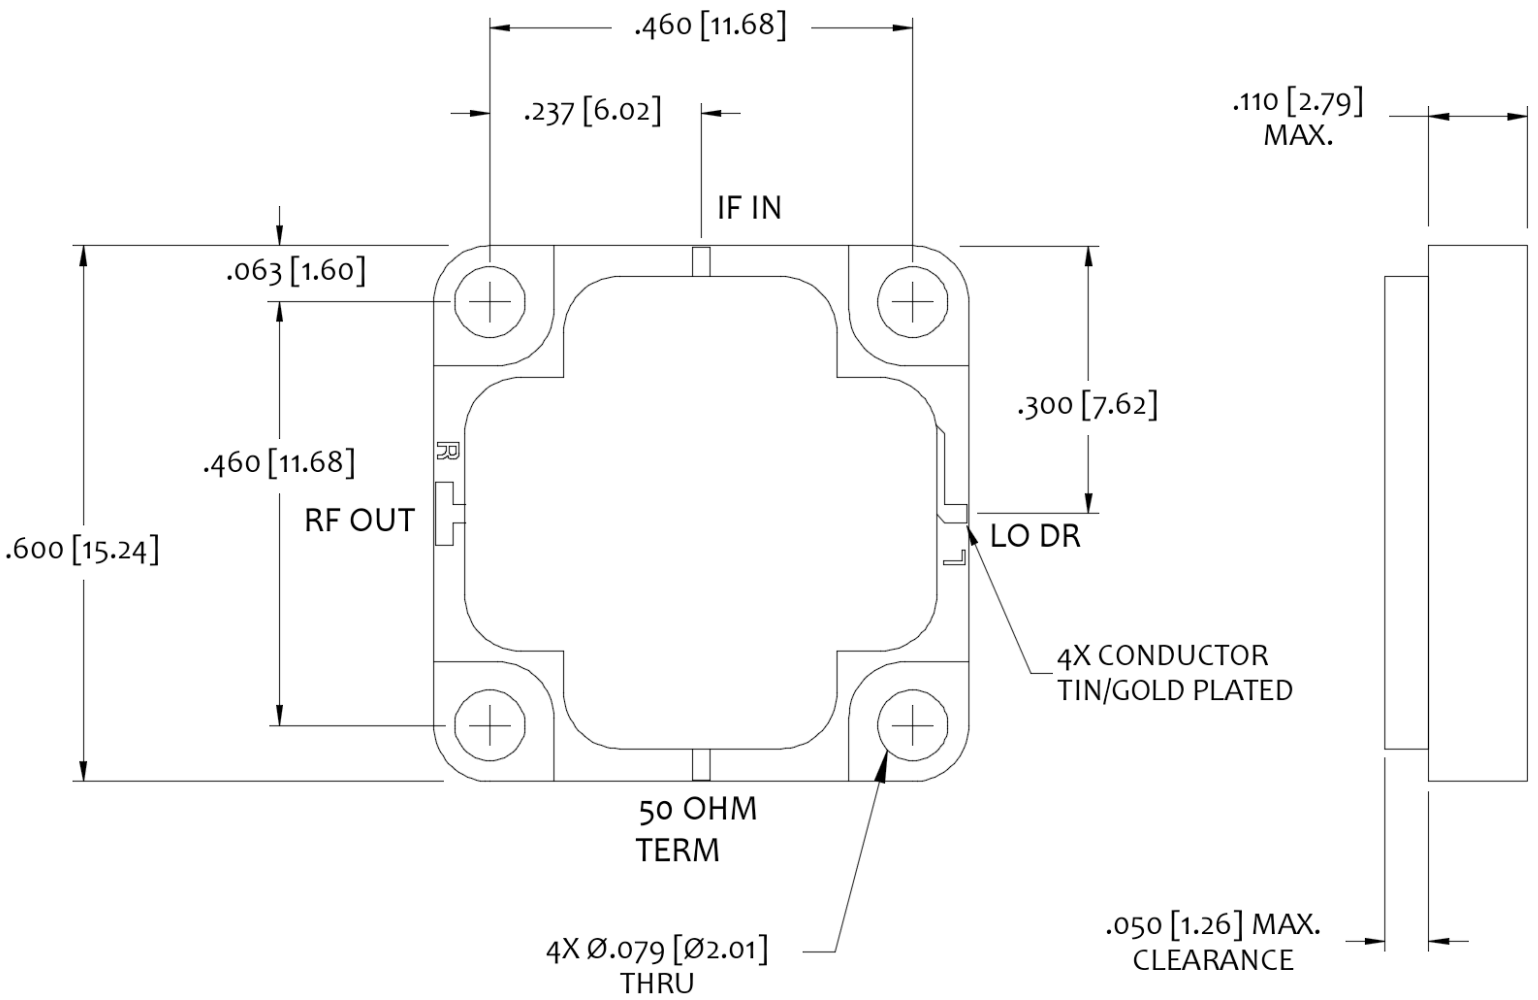 .460 [11.68]
.237 [6.02]
.110 [2.79]
MAX.
IF IN
.063 [1.60]
.300 [7.62]
R
.460 [11.68]
RF OUT
LO DR
.600 [15.24]
L
4X CONDUCTOR
TIN/GOLD PLATED
50 OHM
TERM
.050 [1.26] MAX.
CLEARANCE
4X Ø.079 [Ø2.01]
THRU